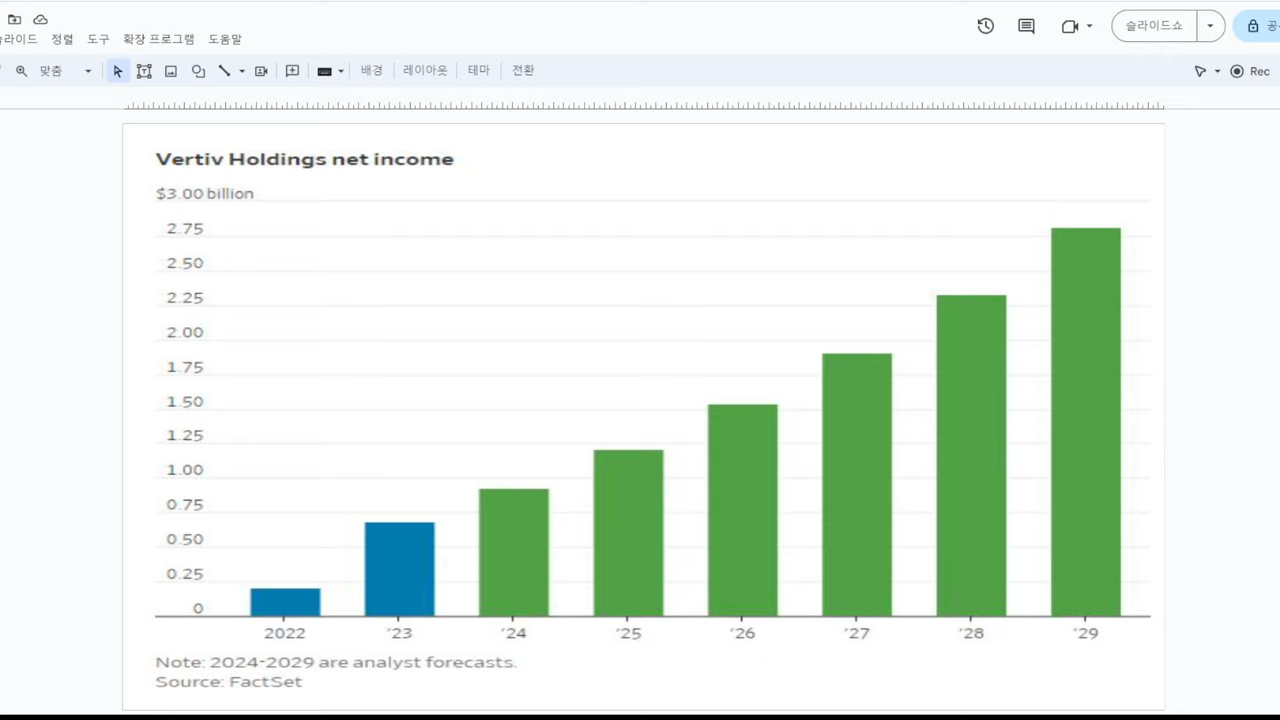 슬라이드 정렬 도구 확장 프로그램 도움말
슬라이드쇼
맞춤 배경 레이아웃 테마 전환 Rec
Vertiv Holdings net income
$3.00 billion
2.75
2.50
2.25
2.00
1.75
1.50
1.25
1.00
0.75
0.50
0.25
0
2022 '23 '24 '25 '26 '27 '28 '29
Note: 2024-2029 are analyst forecasts.
Source: FactSet